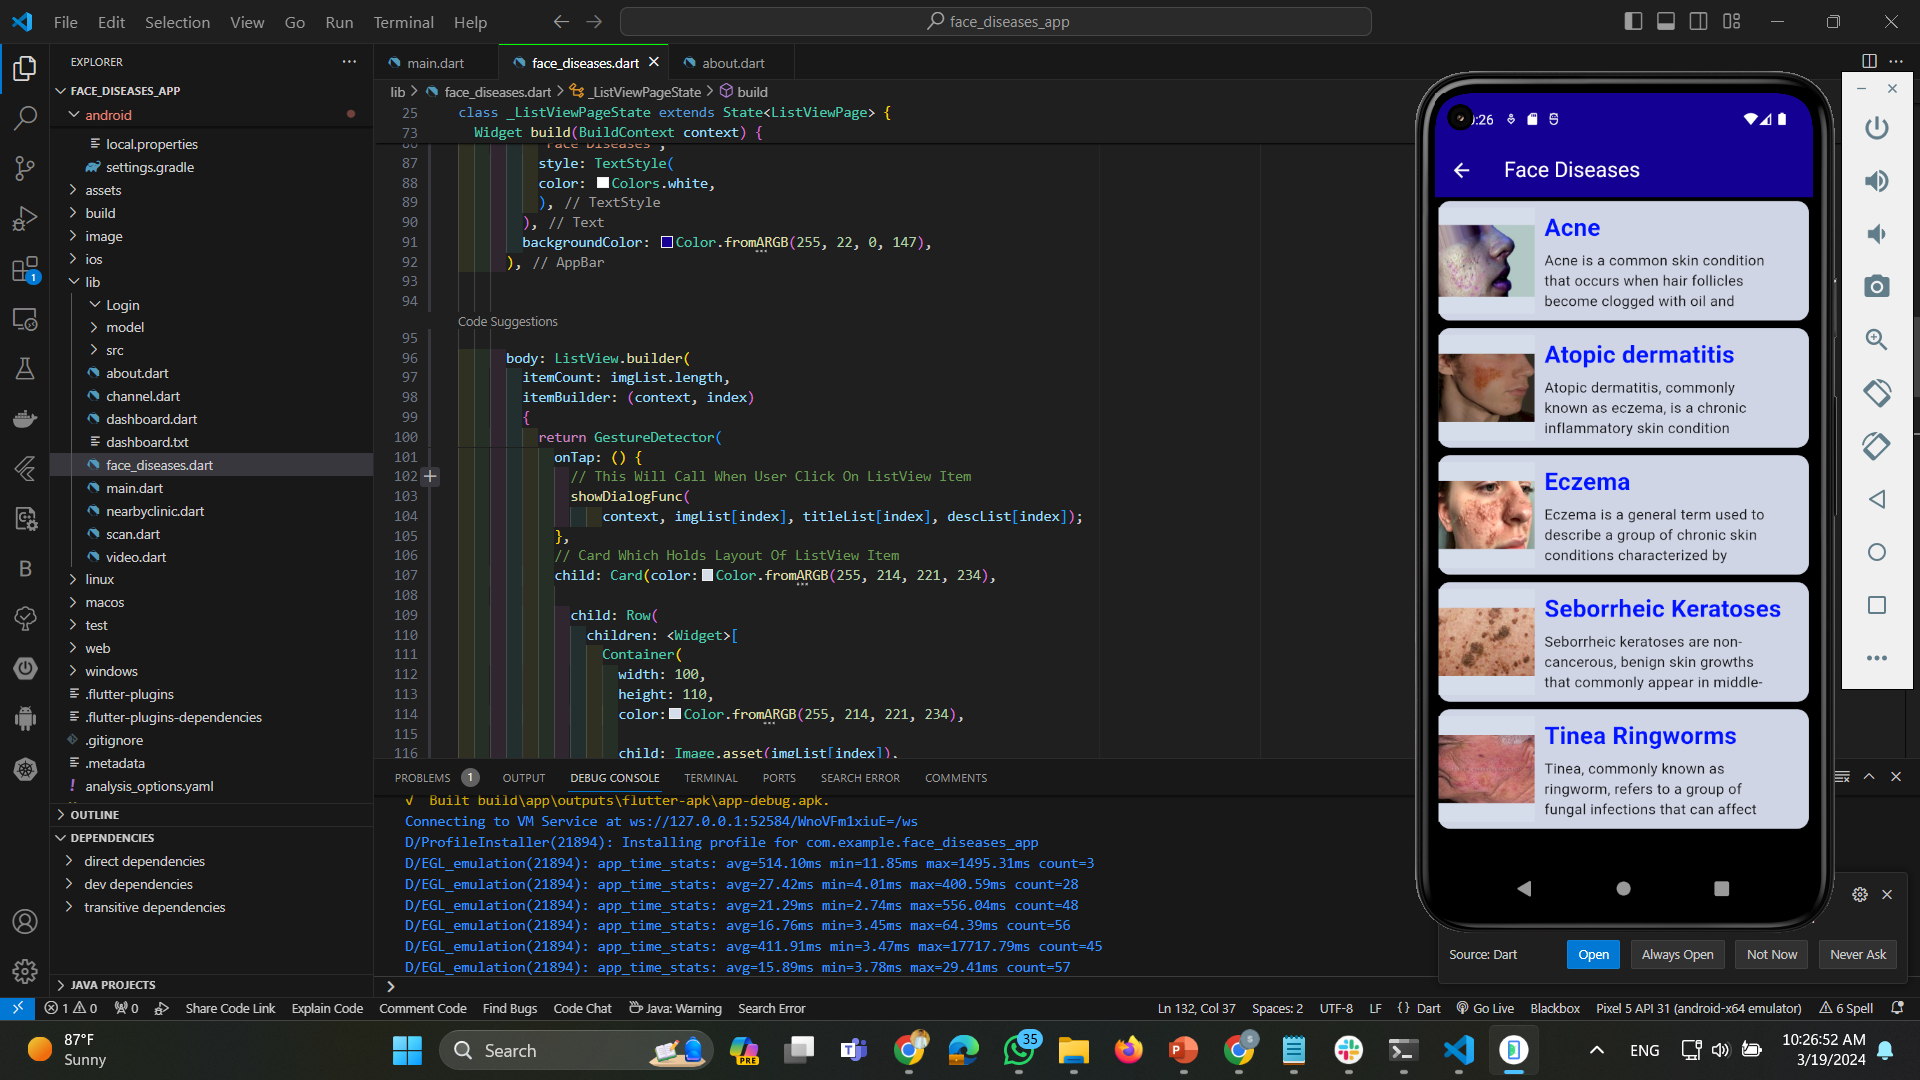 File Edit Selection View Go Run Terminal Help
face_diseases_app
EXPLORER
FACE_DISEASES_APP
android
local.properties
settings.gradle
assets
build
image
ios
lib
Login
model
src
about.dart
channel.dart
dashboard.dart
dashboard.txt
face_diseases.dart
main.dart
nearbyclinic.dart
scan.dart
video.dart
linux
macos
test
web
windows
.flutter-plugins
.flutter-plugins-dependencies
.gitignore
.metadata
analysis_options.yaml
OUTLINE
DEPENDENCIES
direct dependencies
dev dependencies
transitive dependencies
JAVA PROJECTS
main.dart face_diseases.dart about.dart
lib > face_diseases.dart > _ListViewPageState > build
25 class _ListViewPageState extends State<ListViewPage> {
73 Widget build(BuildContext context) {
86 "Face Diseases",
87 style: TextStyle(
88 color: Colors.white,
89 ), // TextStyle
90 ), // Text
91 backgroundColor: Color.fromARGB(255, 22, 0, 147),
92 ), // AppBar
93
94
Code Suggestions
95
96 body: ListView.builder(
97 itemCount: imgList.length,
98 itemBuilder: (context, index)
99 {
100 return GestureDetector(
101 onTap: () {
102 // This Will Call When User Click On ListView Item
103 showDialogFunc(
104 context, imgList[index], titleList[index], descList[index]);
105 },
106 // Card Which Holds Layout Of ListView Item
107 child: Card(color: Color.fromARGB(255, 214, 221, 234),
108
109 child: Row(
110 children: <Widget>[
111 Container(
112 width: 100,
113 height: 110,
114 color: Color.fromARGB(255, 214, 221, 234),
115
116 child: Image.asset(imgList[index]),
PROBLEMS 1 OUTPUT DEBUG CONSOLE TERMINAL PORTS SEARCH ERROR COMMENTS
√ Built build\app\outputs\flutter-apk\app-debug.apk.
Connecting to VM Service at ws://127.0.0.1:52584/WnoVFm1xiuE=/ws
D/ProfileInstaller(21894): Installing profile for com.example.face_diseases_app
D/EGL_emulation(21894): app_time_stats: avg=514.10ms min=11.85ms max=1495.31ms count=3
D/EGL_emulation(21894): app_time_stats: avg=27.42ms min=4.01ms max=400.59ms count=28
D/EGL_emulation(21894): app_time_stats: avg=21.29ms min=2.74ms max=556.04ms count=48
D/EGL_emulation(21894): app_time_stats: avg=16.76ms min=3.45ms max=64.39ms count=56
D/EGL_emulation(21894): app_time_stats: avg=411.91ms min=3.47ms max=17717.79ms count=45
D/EGL_emulation(21894): app_time_stats: avg=15.89ms min=3.78ms max=29.41ms count=57
:26
Face Diseases
Acne
Acne is a common skin condition
that occurs when hair follicles
become clogged with oil and
Atopic dermatitis
Atopic dermatitis, commonly
known as eczema, is a chronic
inflammatory skin condition
Eczema
Eczema is a general term used to
describe a group of chronic skin
conditions characterized by
Seborrheic Keratoses
Seborrheic keratoses are non-
cancerous, benign skin growths
that commonly appear in middle-
Tinea Ringworms
Tinea, commonly known as
ringworm, refers to a group of
fungal infections that can affect
Source: Dart Open Always Open Not Now Never Ask
1 0 0 Share Code Link Explain Code Comment Code Find Bugs Code Chat Java: Warning Search Error Ln 132, Col 37 Spaces: 2 UTF-8 LF {} Dart Go Live Blackbox Pixel 5 API 31 (android-x64 emulator) 6 Spell
87°F
Sunny
Search
PRE
35
ENG
10:26:52 AM
3/19/2024